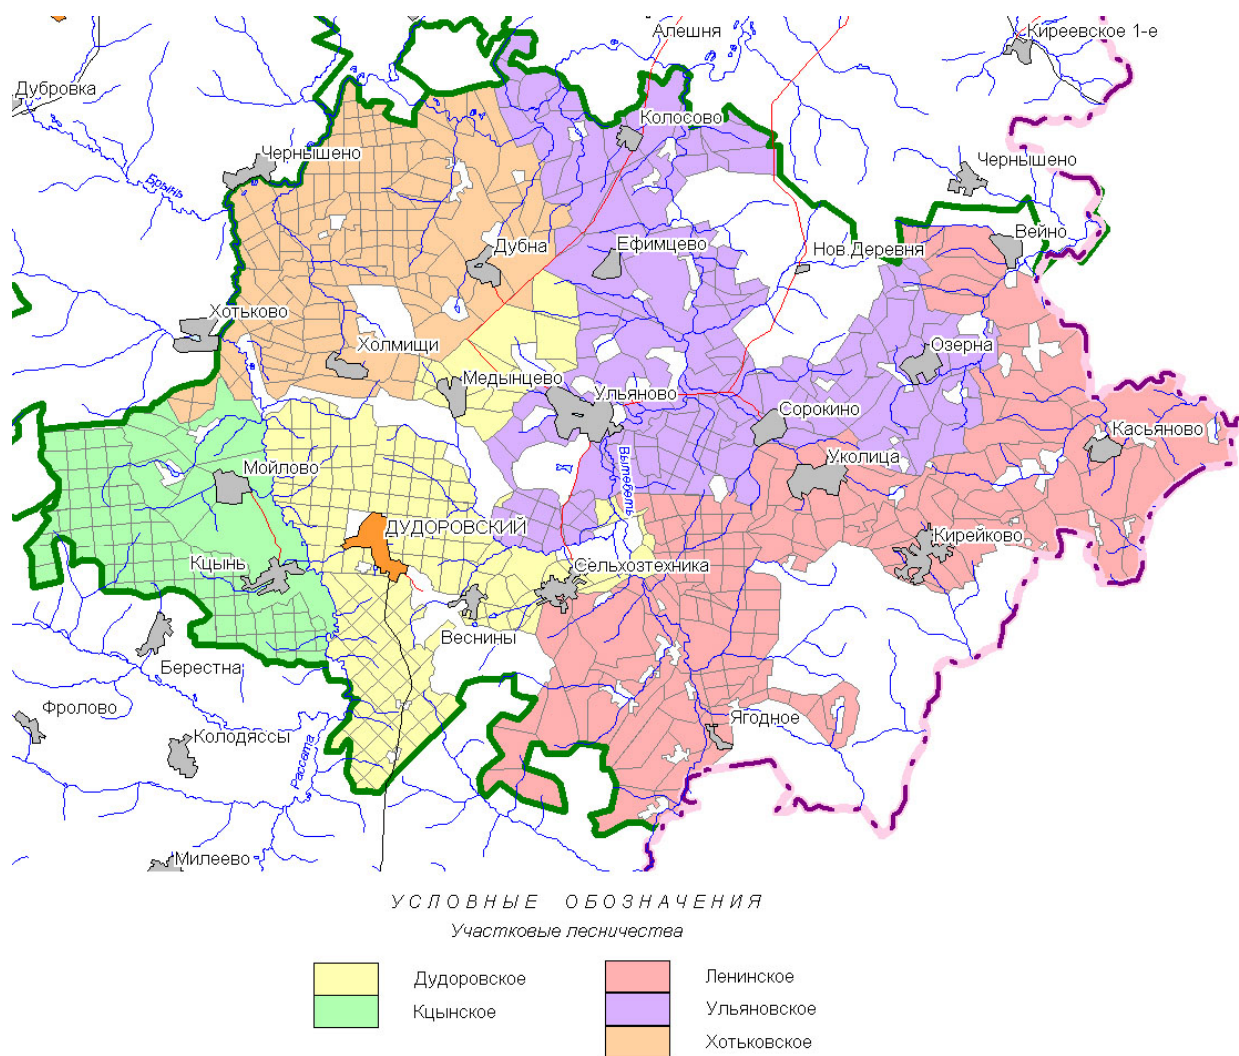 Алешня
Киреевское 1-е
Дубровка
Колосово
Чернышено
Чернышено
Брынь
Вейно
Дубна
Ефимцево
Нов.Деревня
Хотьково
Холмищи
Озерна
Медынцево
Ульяново
Сорокино
Касьяново
Мойлово
Вытебеть
Уколица
ДУДОРОВСКИЙ
Кирейково
Кцынь
Сельхозтехника
Веснины
Берестна
Фролово
Колодяссы
Рассета
Ягодное
Милеево
УСЛОВНЫЕ ОБОЗНАЧЕНИЯ
Участковые лесничества
Дудоровское
Кцынское
Ленинское
Ульяновское
Хотьковское